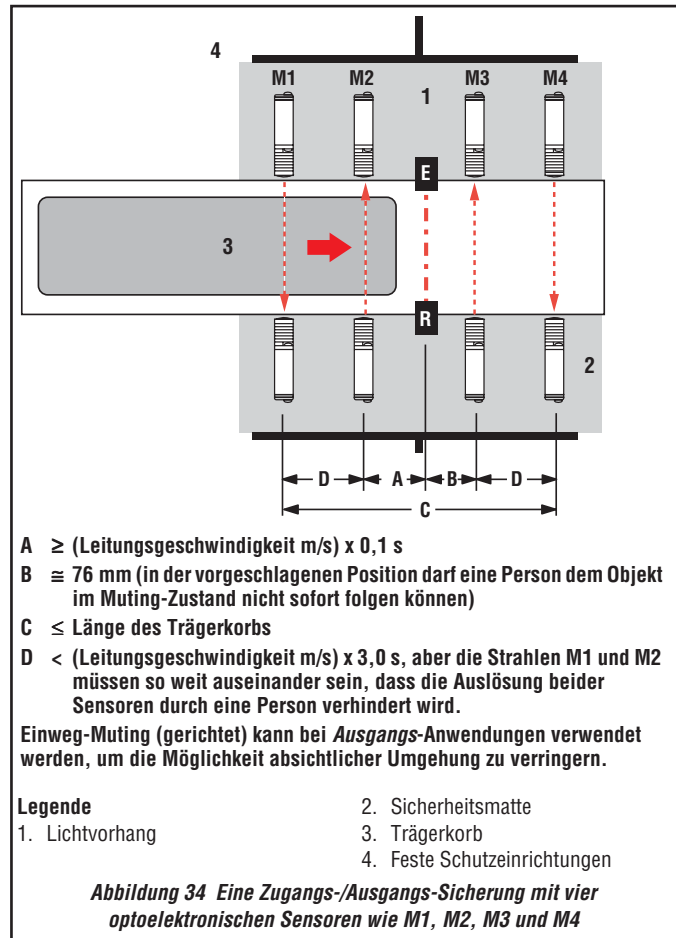 4
M1 M2 M3 M4
1
E
3
R
2
D A B D
C
A ≥ (Leitungsgeschwindigkeit m/s) x 0,1 s
B ≅ 76 mm (in der vorgeschlagenen Position darf eine Person dem Objekt
im Muting-Zustand nicht sofort folgen können)
C ≤ Länge des Trägerkorbs
D < (Leitungsgeschwindigkeit m/s) x 3,0 s, aber die Strahlen M1 und M2
müssen so weit auseinander sein, dass die Auslösung beider
Sensoren durch eine Person verhindert wird.
Einweg-Muting (gerichtet) kann bei Ausgangs-Anwendungen verwendet
werden, um die Möglichkeit absichtlicher Umgehung zu verringern.
Legende
1. Lichtvorhang
2. Sicherheitsmatte
3. Trägerkorb
4. Feste Schutzeinrichtungen
Abbildung 34 Eine Zugangs-/Ausgangs-Sicherung mit vier
optoelektronischen Sensoren wie M1, M2, M3 und M4